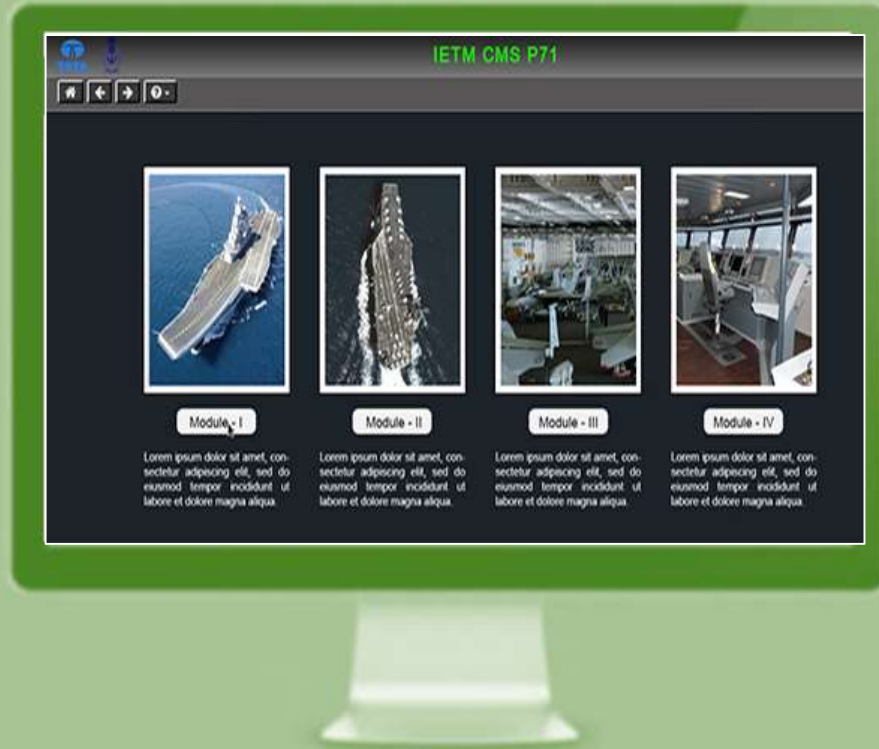 TATA
IETM CMS P71
Module - I
Module - II
Module - III
Module - IV
Lorem ipsum dolor sit amet, con-
sectetur adipiscing elit, sed do
eiusmod tempor incididunt ut
labore et dolore magna aliqua.
Lorem ipsum dolor sit amet, con-
sectetur adipiscing elit, sed do
eiusmod tempor incididunt ut
labore et dolore magna aliqua.
Lorem ipsum dolor sit amet, con-
sectetur adipiscing elit, sed do
eiusmod tempor incididunt ut
labore et dolore magna aliqua.
Lorem ipsum dolor sit amet, con-
sectetur adipiscing elit, sed do
eiusmod tempor incididunt ut
labore et dolore magna aliqua.